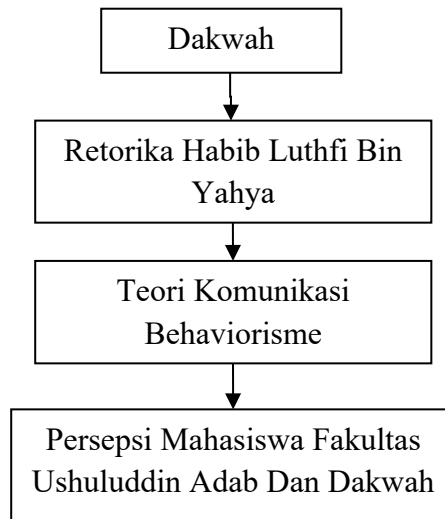 Dakwah
Retorika Habib Luthfi Bin
Yahya
Teori Komunikasi
Behaviorisme
Persepsi Mahasiswa Fakultas
Ushuluddin Adab Dan Dakwah